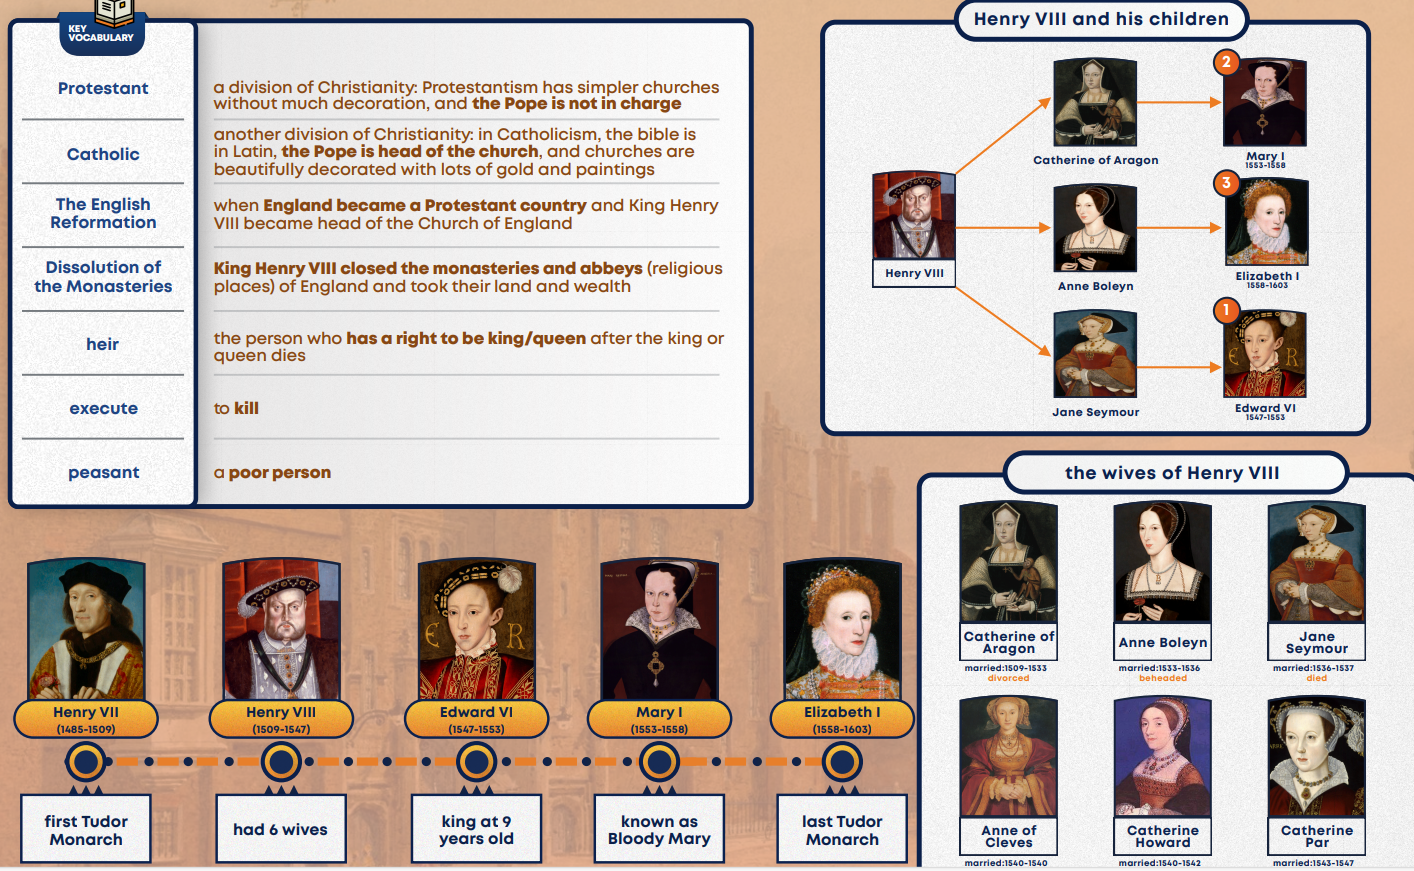 KEY
VOCABULARY
Protestant
a division of Christianity: Protestantism has simpler churches
without much decoration, and the Pope is not in charge
Catholic
another division of Christianity: in Catholicism, the bible is
in Latin, the Pope is head of the church, and churches are
beautifully decorated with lots of gold and paintings
The English
Reformation
when England became a Protestant country and King Henry
VIII became head of the Church of England
Dissolution of
the Monasteries
King Henry VIII closed the monasteries and abbeys (religious
places) of England and took their land and wealth
heir
the person who has a right to be king/queen after the king or
queen dies
execute
to kill
peasant
a poor person
Henry VIII and his children
Henry VIII
Catherine of Aragon
2
Mary I
1553-1558
Anne Boleyn
3
Elizabeth I
1558-1603
Jane Seymour
1
E R
Edward VI
1547-1553
Henry VII
(1485-1509)
first Tudor
Monarch
Henry VIII
(1509-1547)
had 6 wives
E R
Edward VI
(1547-1553)
king at 9
years old
Mary I
(1553-1558)
known as
Bloody Mary
Elizabeth I
(1558-1603)
last Tudor
Monarch
the wives of Henry VIII
Catherine of
Aragon
married:1509-1533
divorced
Anne Boleyn
married:1533-1536
beheaded
Jane
Seymour
married:1536-1537
died
Anne of
Cleves
married:1540-1540
Catherine
Howard
married:1540-1542
Catherine
Par
married:1543-1547